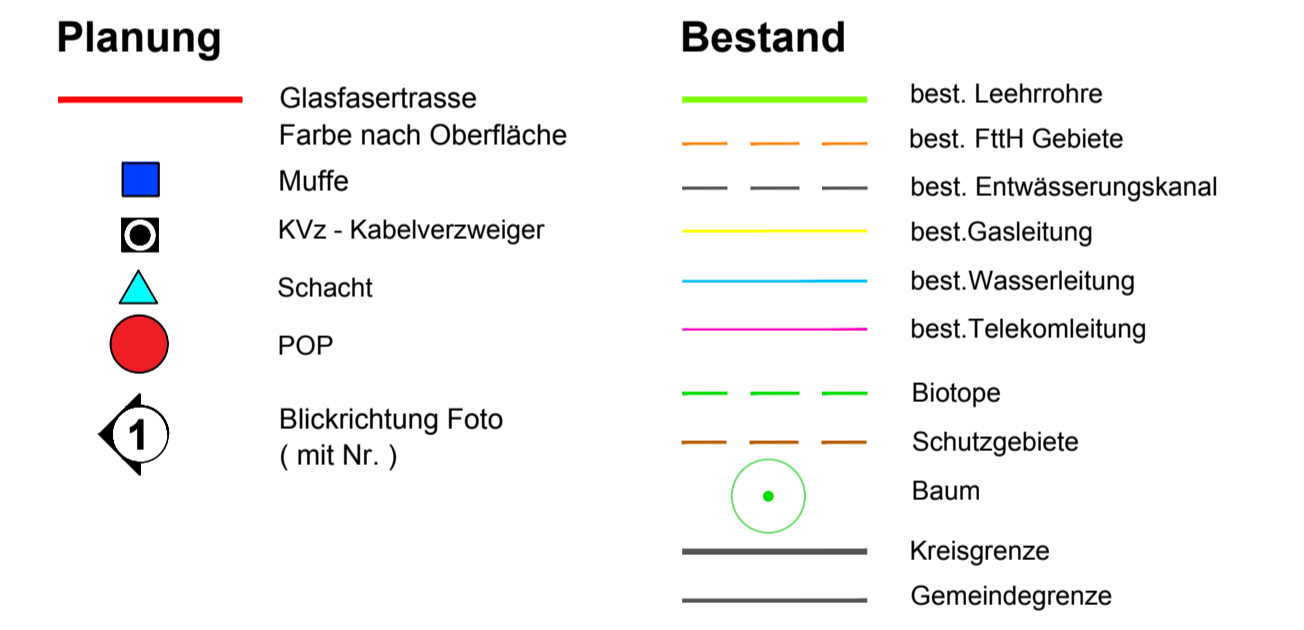 Planung
Glasfasertrasse
Farbe nach Oberfläche
Muffe
KVz - Kabelverzweiger
Schacht
POP
1
Blickrichtung Foto
( mit Nr. )
Bestand
best. Leehrrohre
best. FttH Gebiete
best. Entwässerungskanal
best.Gasleitung
best.Wasserleitung
best.Telekomleitung
Biotope
Schutzgebiete
Baum
Kreisgrenze
Gemeindegrenze